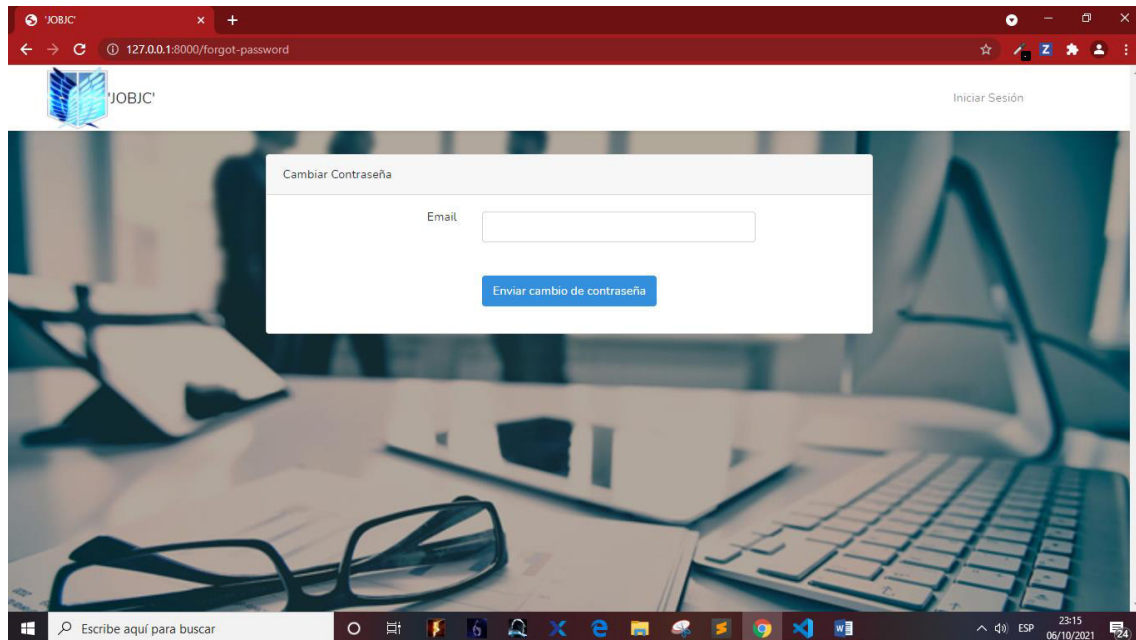 'JOBJC'
127.0.0.1:8000/forgot-password
Z
'JOBJC'
Iniciar Sesión
Cambiar Contraseña
Email
Enviar cambio de contraseña
Escribe aquí para buscar
ESP
23:15
06/10/2021
24